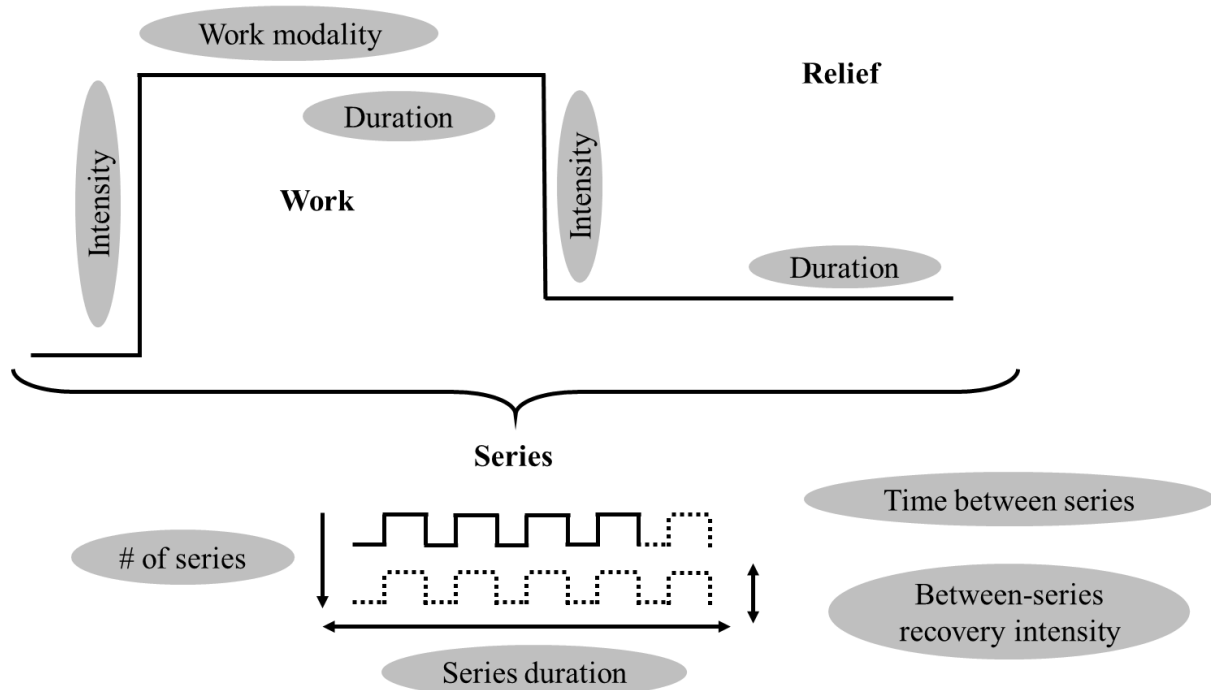 Work modality
Relief
Duration
Intensity
Intensity
Work
Duration
Series
Time between series
# of series
Between-series
recovery intensity
Series duration